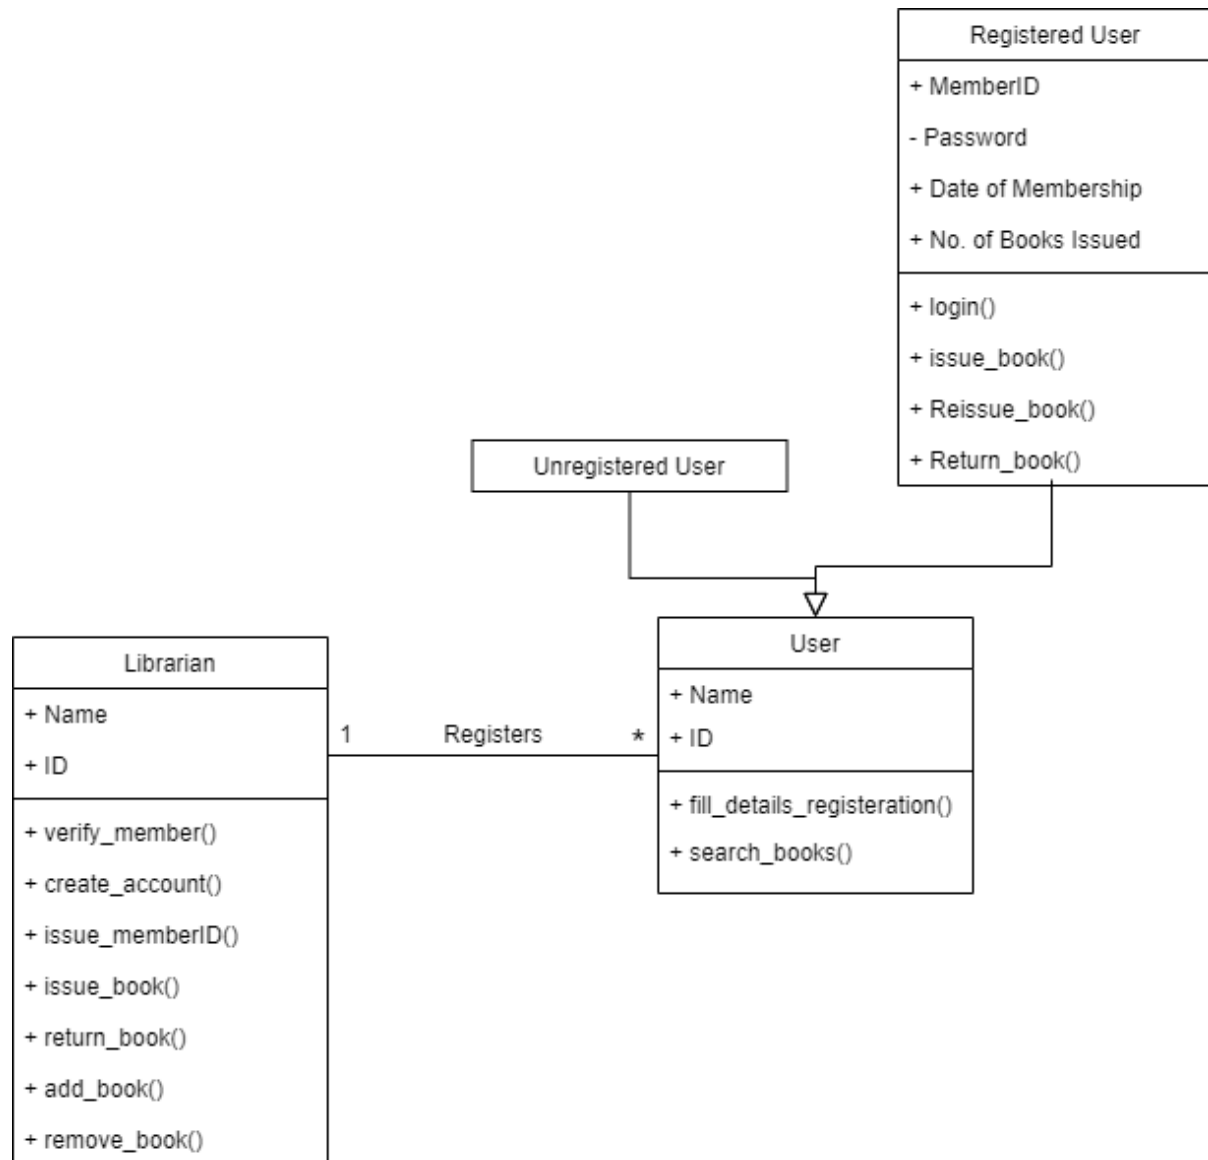 Registered User
+ MemberID
- Password
+ Date of Membership
+ No. of Books Issued
+ login()
+ issue_book()
+ Reissue_book()
+ Return_book()
Unregistered User
User
+ Name
+ ID
+ fill_details_registeration()
+ search_books()
1 Registers *
Librarian
+ Name
+ ID
+ verify_member()
+ create_account()
+ issue_memberID()
+ issue_book()
+ return_book()
+ add_book()
+ remove_book()